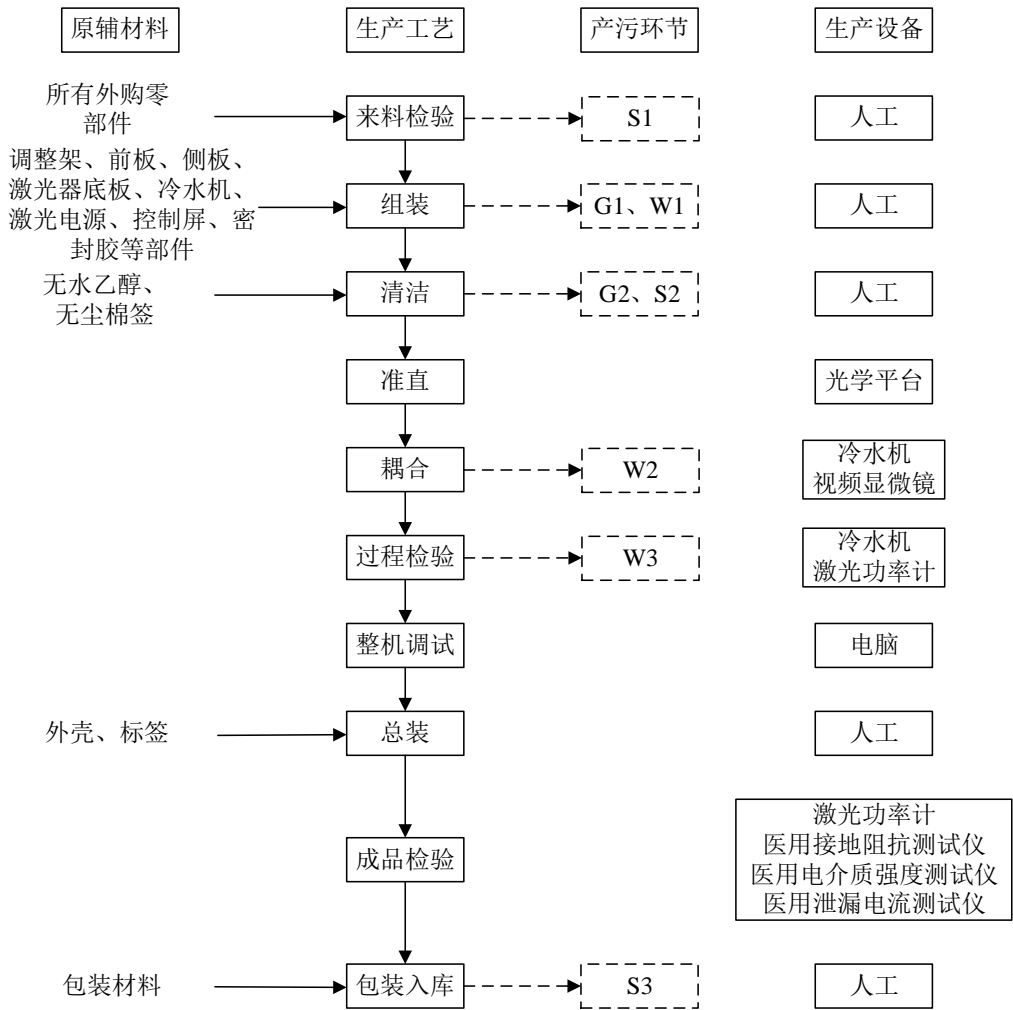 原辅材料
生产工艺
产污环节
生产设备
所有外购零
部件
来料检验
S1
人工
调整架、前板、侧板、
激光器底板、冷水机、
激光电源、控制屏、密
封胶等部件
组装
G1、W1
人工
无水乙醇、
无尘棉签
清洁
G2、S2
人工
准直
光学平台
耦合
W2
冷水机
视频显微镜
过程检验
W3
冷水机
激光功率计
整机调试
电脑
外壳、标签
总装
人工
成品检验
激光功率计
医用接地阻抗测试仪
医用电介质强度测试仪
医用泄漏电流测试仪
包装材料
包装入库
S3
人工